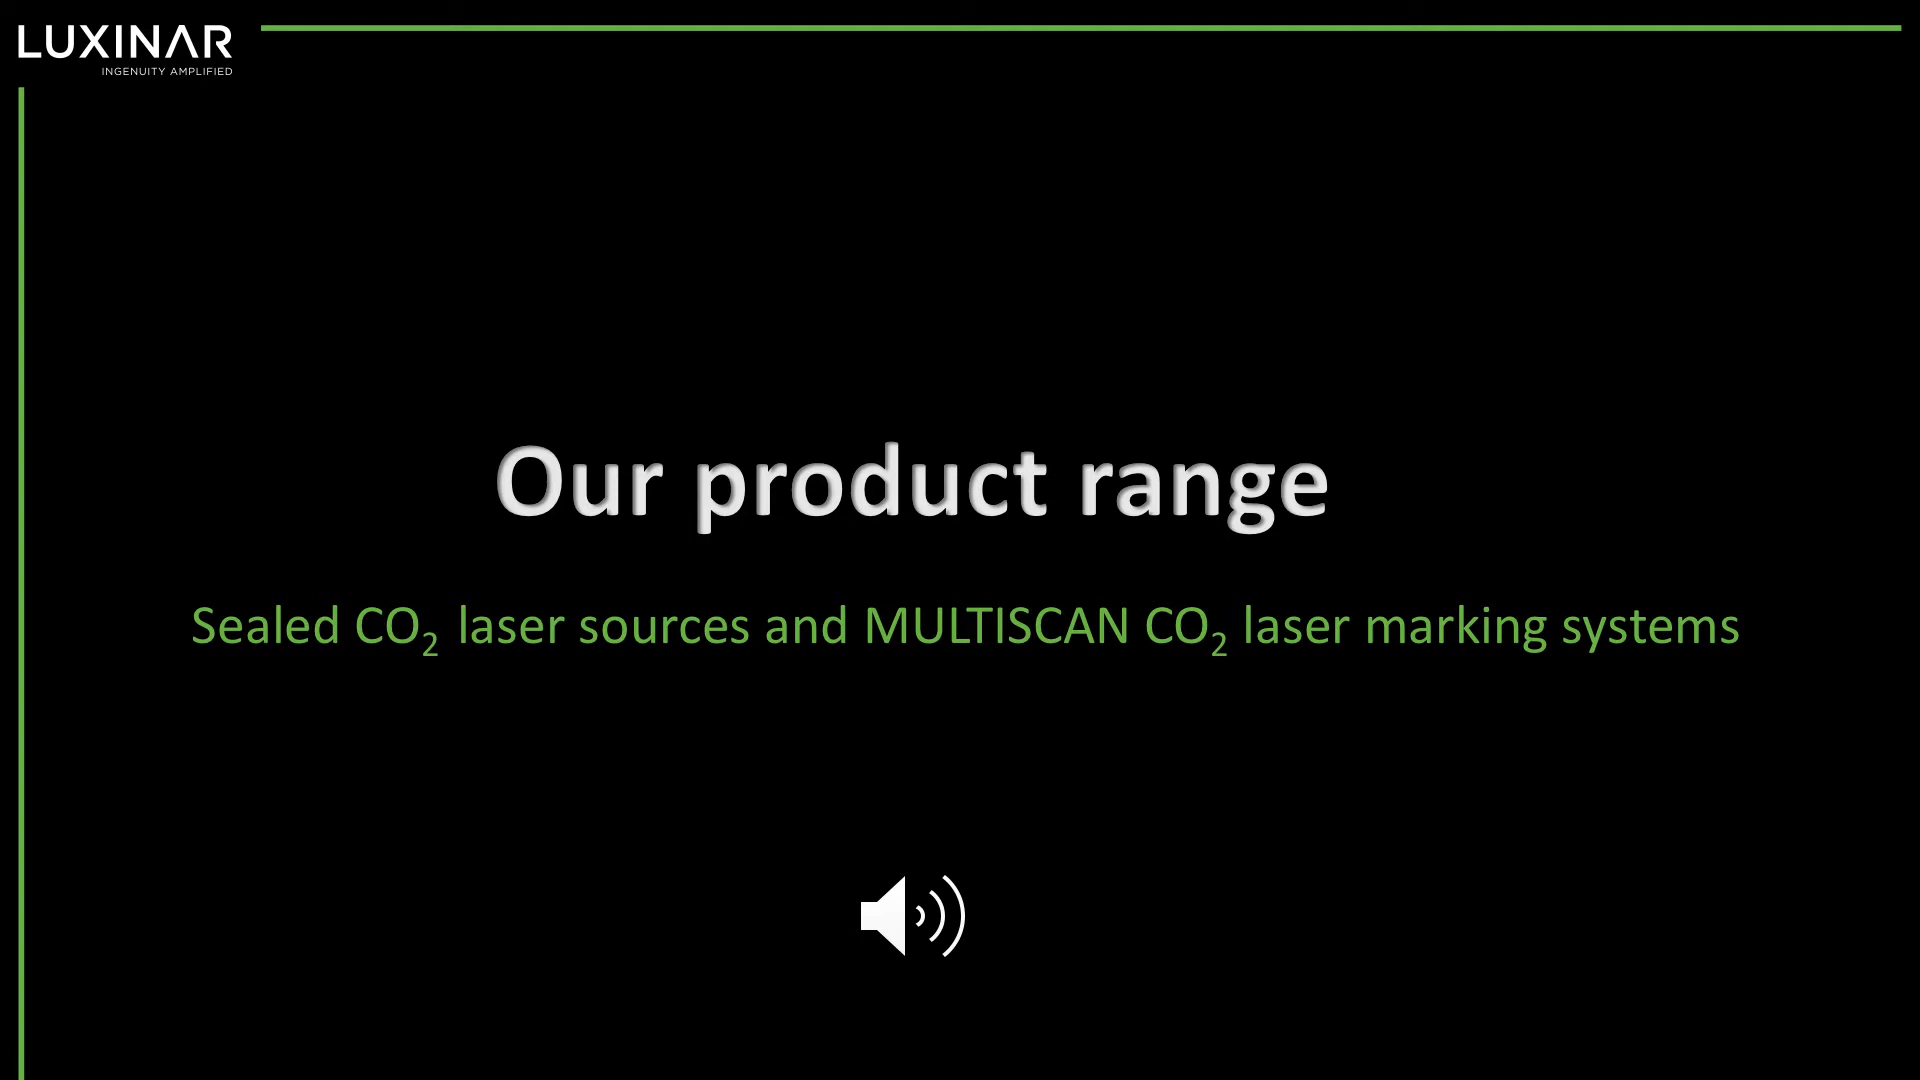 LUXINAR
INGENUITY AMPLIFIED
Our product range
Sealed CO₂ laser sources and MULTISCAN CO₂ laser marking systems